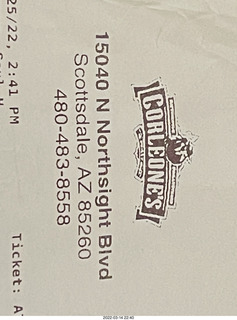 CORLEONE'S
15040 N Northsight Blvd
Scottsdale, AZ 85260
480-483-8558
25/22, 2:41 PM
Ticket: A
2022-03-14 22:40